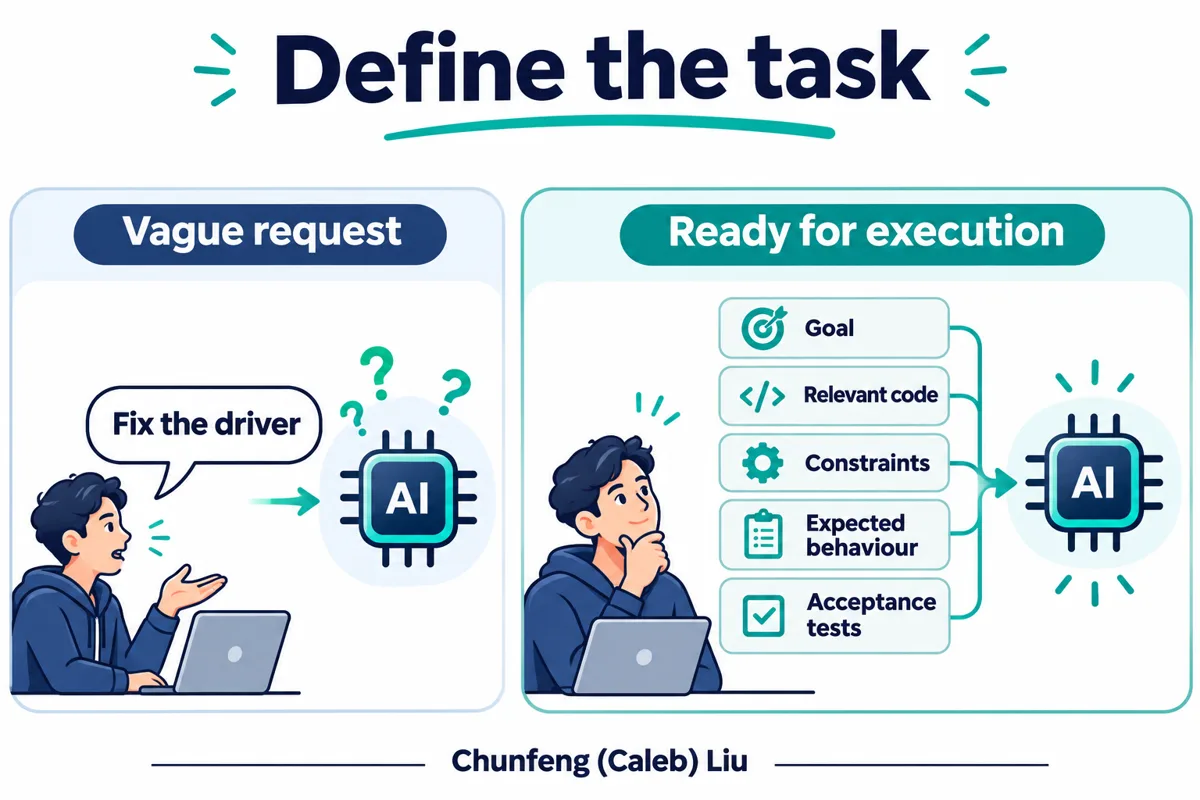 Define the task
Vague request
Fix the driver
? ? ?
AI
Ready for execution
Goal
</> Relevant code
Constraints
Expected
behaviour
Acceptance
tests
AI
Chunfeng (Caleb) Liu